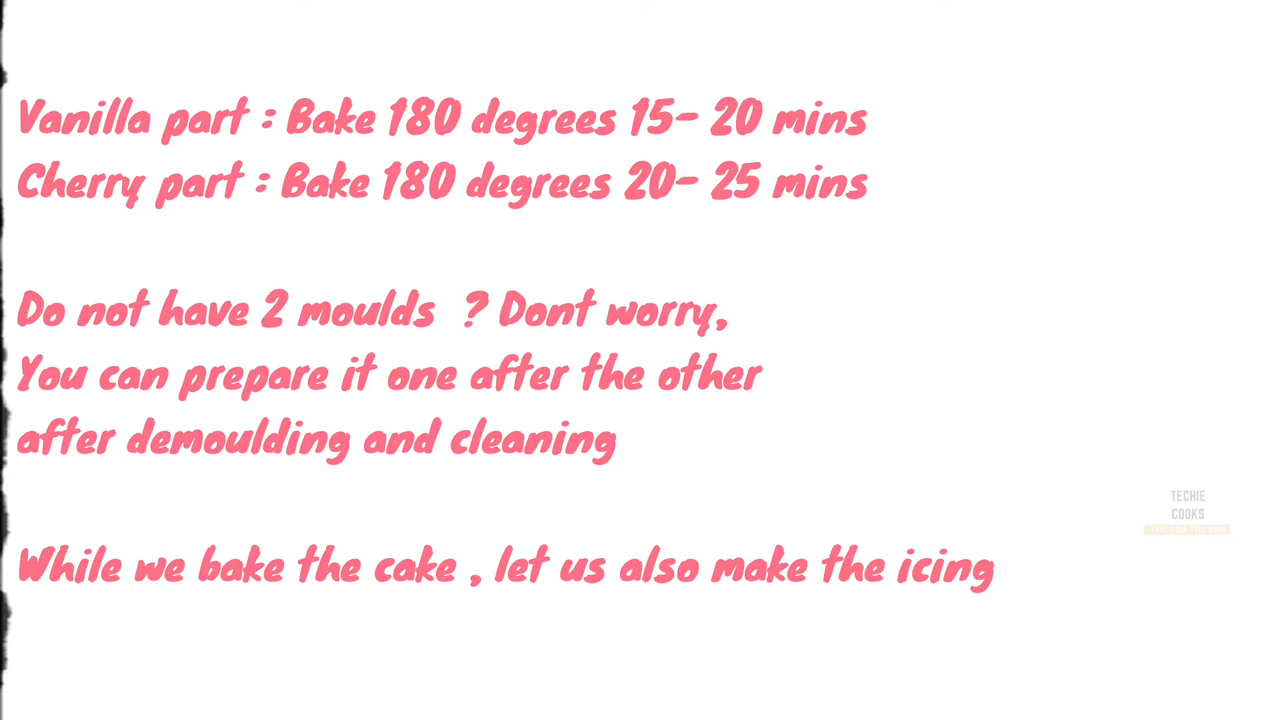 Vanilla part : Bake 180 degrees 15- 20 mins
Cherry part : Bake 180 degrees 20- 25 mins
Do not have 2 moulds ? Dont worry,
You can prepare it one after the other
after demoulding and cleaning
TECHIE
COOKS
While we bake the cake , let us also make the icing